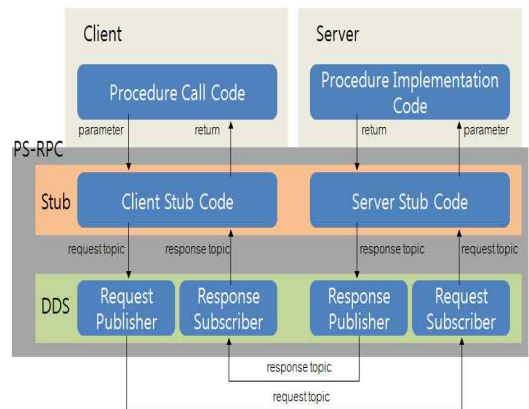 Client
Server
Procedure Call Code
Procedure Implementation
Code
parameter
return
return
parameter
PS-RPC
Stub
Client Stub Code
Server Stub Code
request topic
response topic
response topic
request topic
DDS
Request
Publisher
Response
Subscriber
Response
Publisher
Request
Subscriber
response topic
request topic